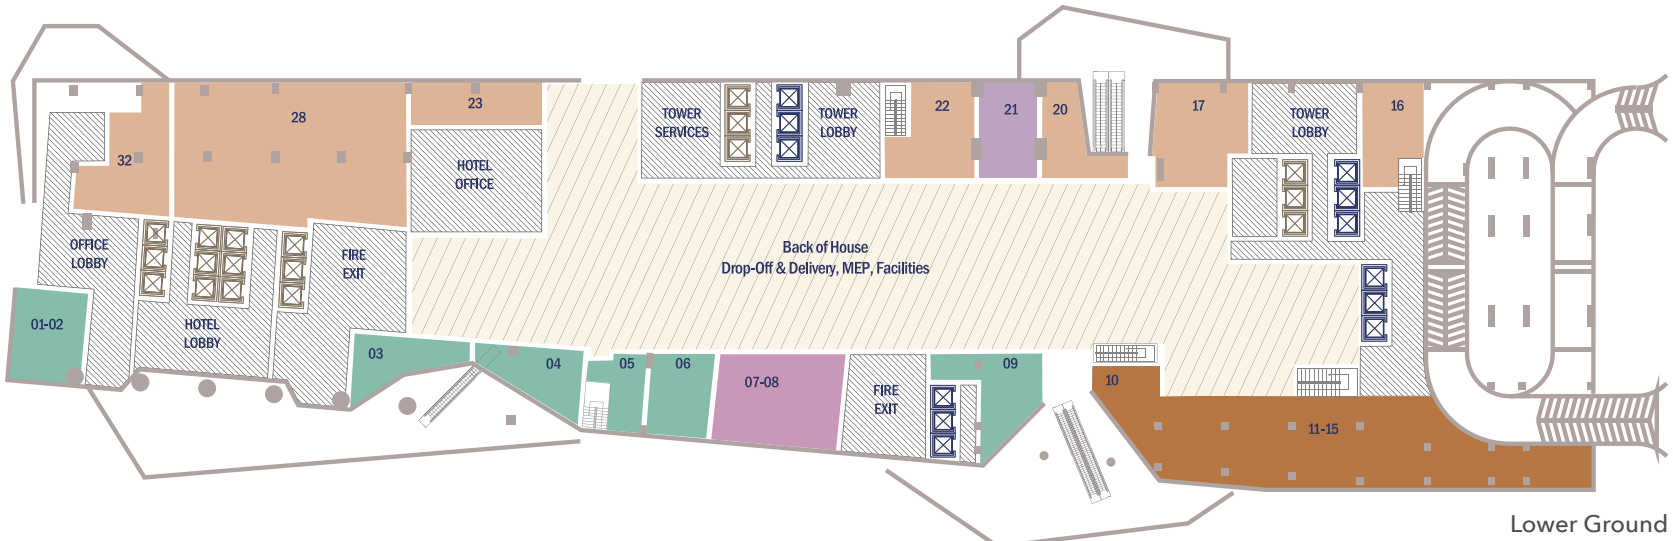 23
28
22
21
20
17
16
TOWER
SERVICES
TOWER
LOBBY
TOWER
LOBBY
32
HOTEL
OFFICE
OFFICE
LOBBY
FIRE
EXIT
Back of House
Drop-Off & Delivery, MEP, Facilities
01-02
HOTEL
LOBBY
03
04
05
06
07-08
FIRE
EXIT
09
10
11-15
Lower Ground